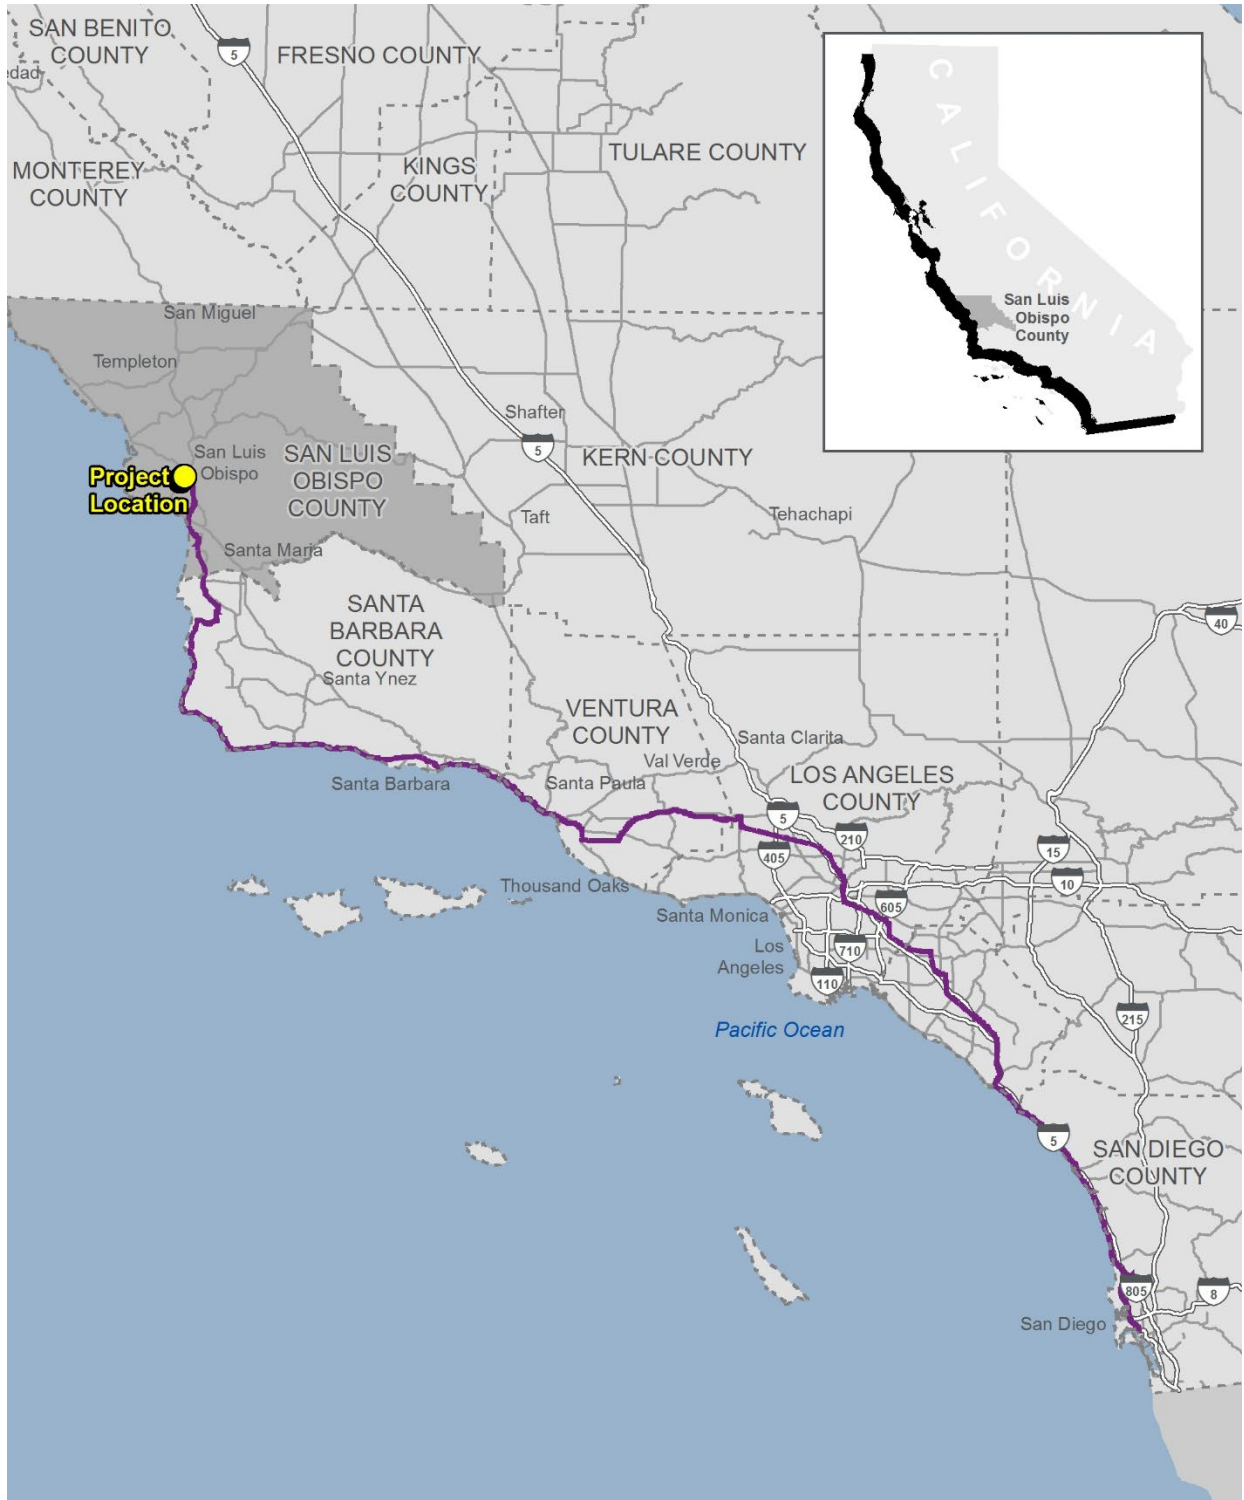 SAN BENITO
COUNTY
5
FRESNO COUNTY
edad
MONTEREY
COUNTY
KINGS
COUNTY
TULARE COUNTY
CALIFORNIA
San Luis
Obispo
County
San Miguel
Templeton
Shafter
5
KERN COUNTY
San Luis
Obispo
SAN LUIS
OBISPO
COUNTY
Project
Location
Taft
Tehachapi
Santa Maria
SANTA
BARBARA
COUNTY
Santa Ynez
40
VENTURA
COUNTY
Santa Clarita
Val Verde
LOS ANGELES
COUNTY
Santa Barbara
Santa Paula
5
210
405
15
10
Thousand Oaks
Santa Monica
605
Los
Angeles
710
110
215
Pacific Ocean
5
SAN DIEGO
COUNTY
805
8
San Diego